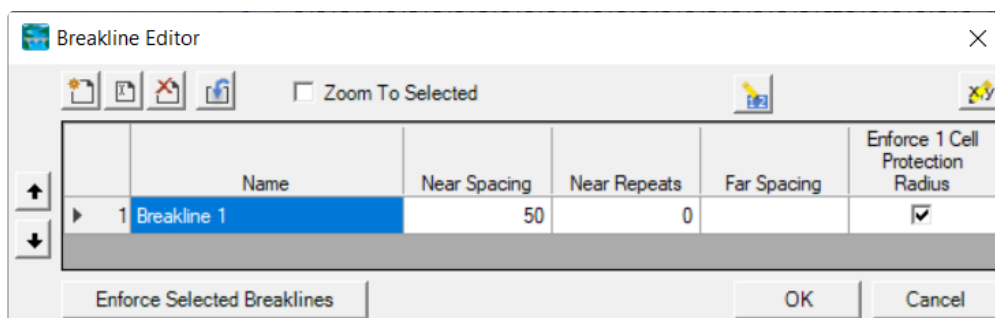 Breakline Editor
Zoom To Selected
Name Near Spacing Near Repeats Far Spacing Enforce 1 Cell
Protection
Radius
1 Breakline 1 50 0
Enforce Selected Breaklines OK Cancel